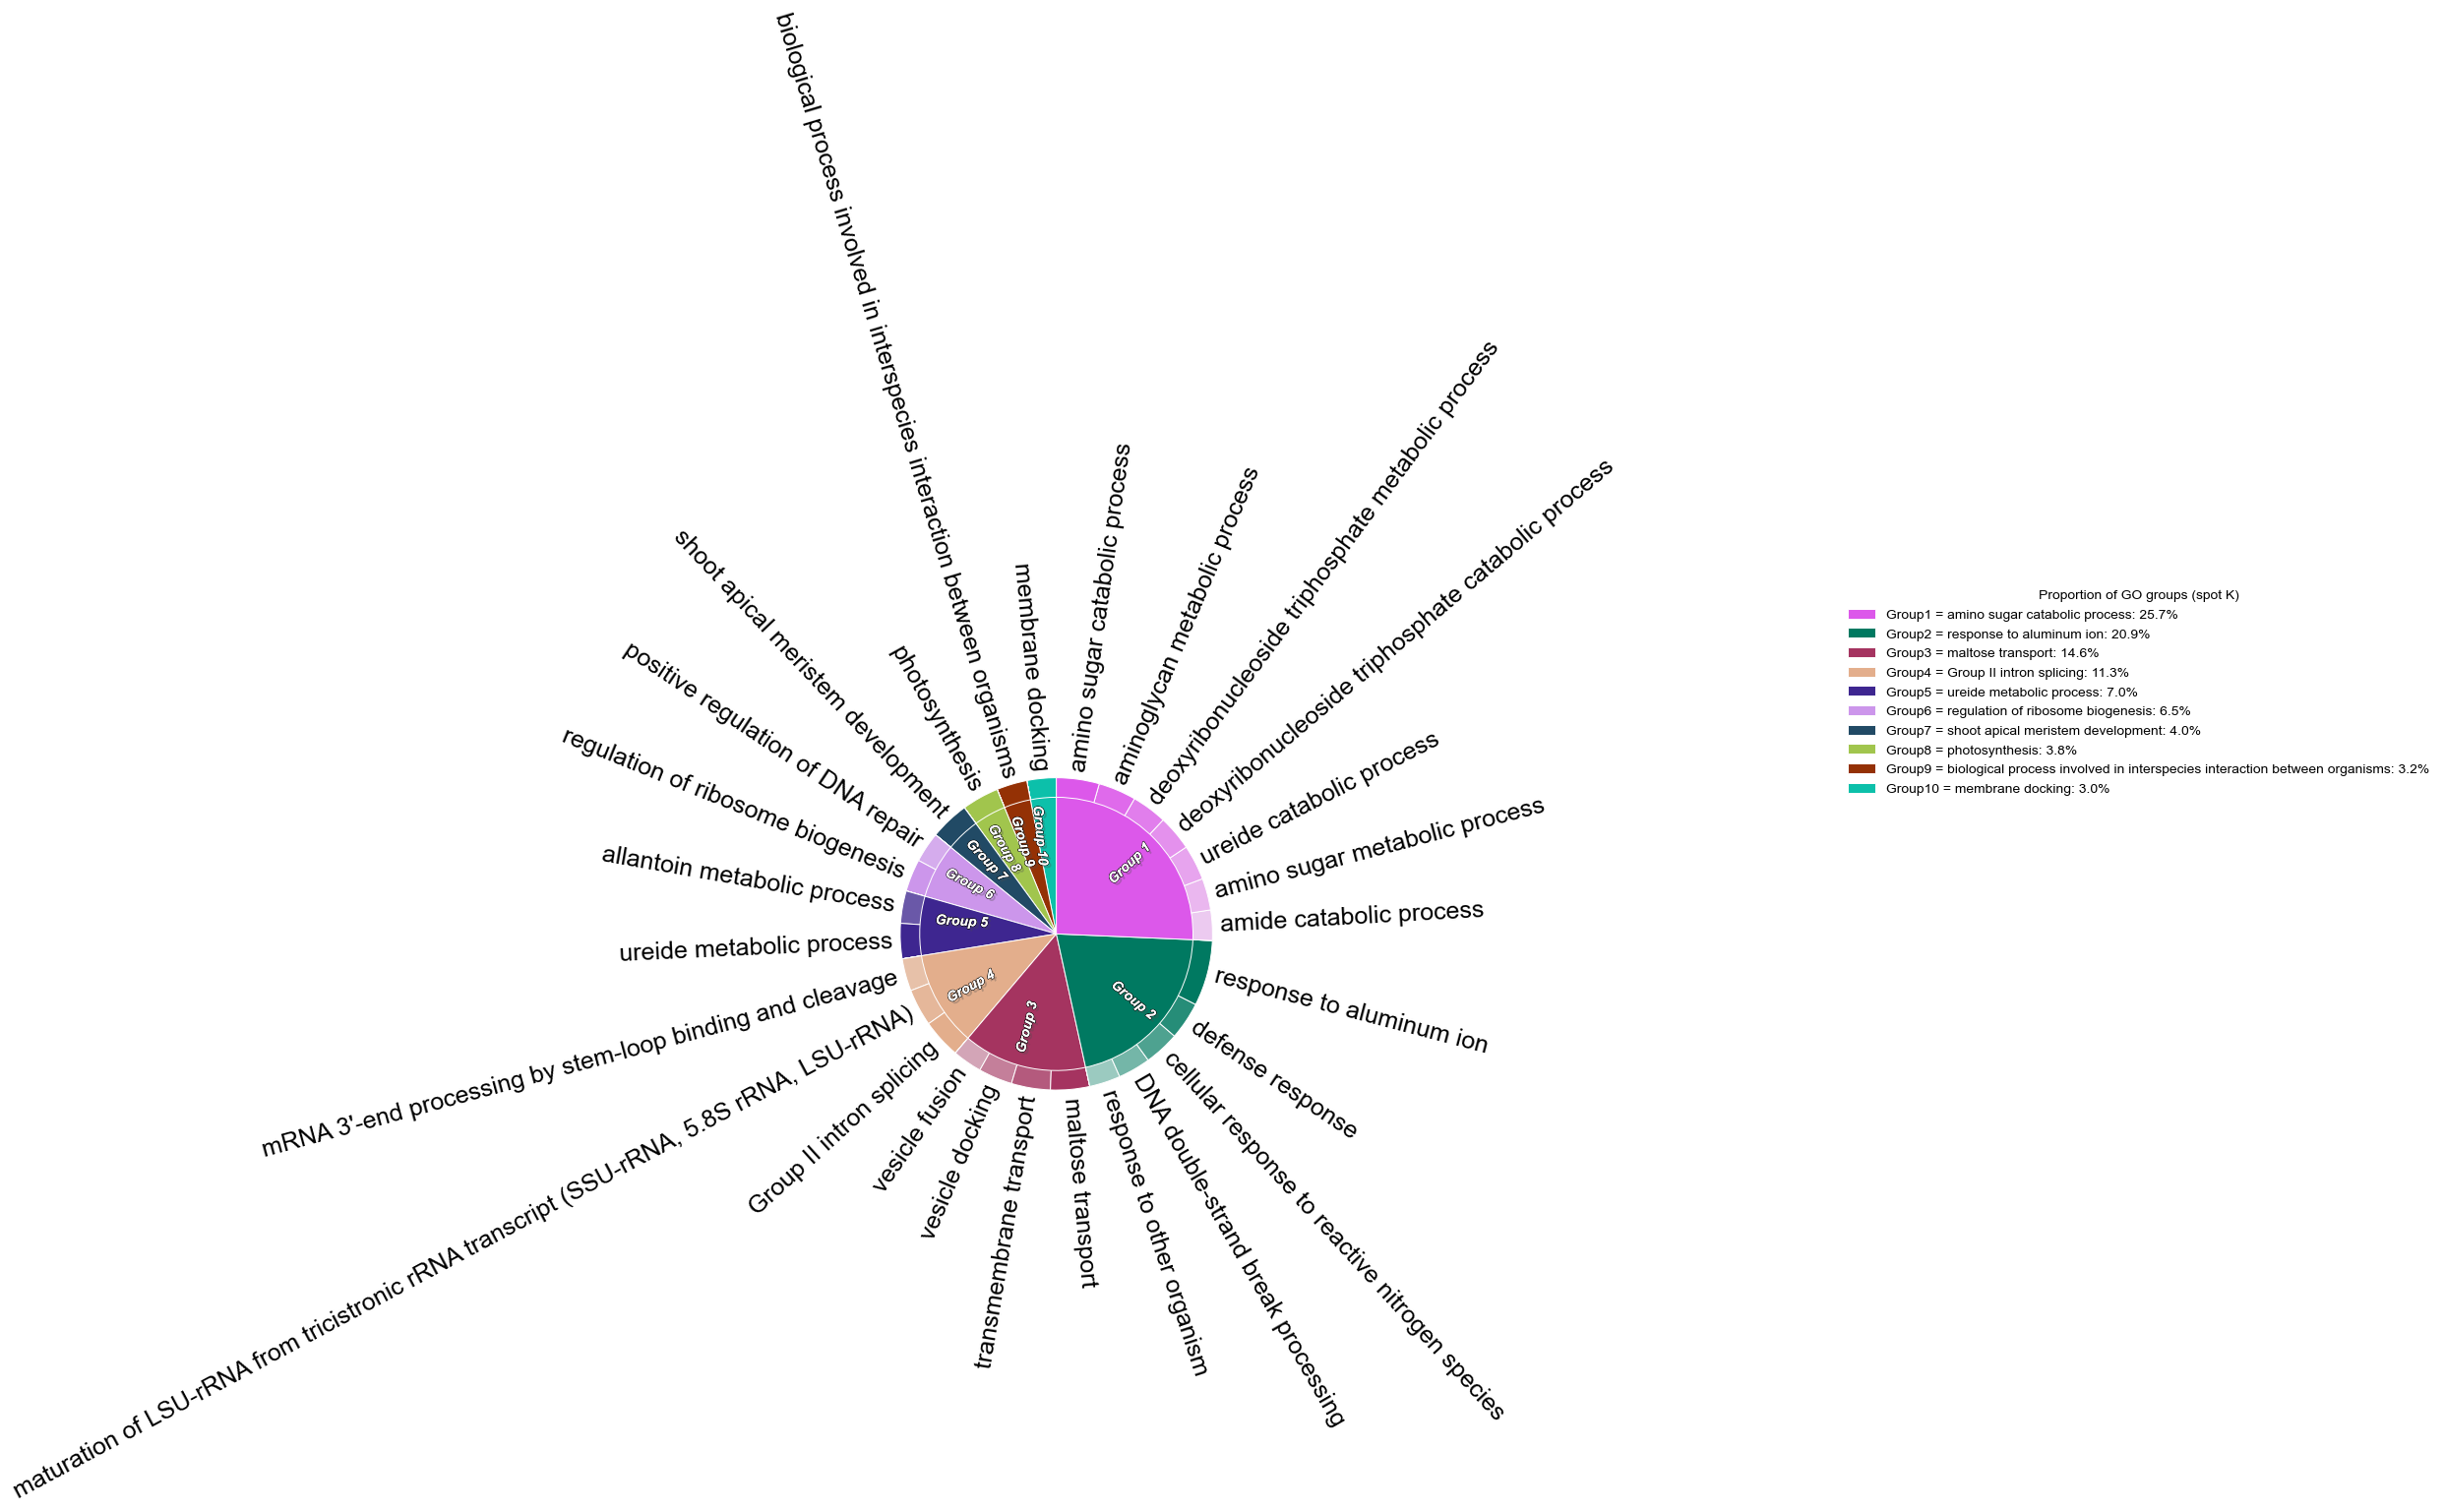 biological process involved in interspecies interaction between organisms
membrane docking
amino sugar catabolic process
aminoglycan metabolic process
deoxyribonucleoside triphosphate metabolic process
deoxyribonucleoside triphosphate catabolic process
ureide catabolic process
amino sugar metabolic process
amide catabolic process
response to aluminum ion
defense response
cellular response to reactive nitrogen species
DNA double-strand break processing
response to other organism
maltose transport
transmembrane transport
vesicle docking
vesicle fusion
Group II intron splicing
maturation of LSU-rRNA from tricistronic rRNA transcript (SSU-rRNA, 5.8S rRNA, LSU-rRNA)
mRNA 3'-end processing by stem-loop binding and cleavage
ureide metabolic process
allantoin metabolic process
regulation of ribosome biogenesis
positive regulation of DNA repair
shoot apical meristem development
photosynthesis
Group 1
Group 2
Group 3
Group 4
Group 5
Group 6
Group 7
Group 8
Group 9
Group 10
Proportion of GO groups (spot K)
Group1 = amino sugar catabolic process: 25.7%
Group2 = response to aluminum ion: 20.9%
Group3 = maltose transport: 14.6%
Group4 = Group II intron splicing: 11.3%
Group5 = ureide metabolic process: 7.0%
Group6 = regulation of ribosome biogenesis: 6.5%
Group7 = shoot apical meristem development: 4.0%
Group8 = photosynthesis: 3.8%
Group9 = biological process involved in interspecies interaction between organisms: 3.2%
Group10 = membrane docking: 3.0%